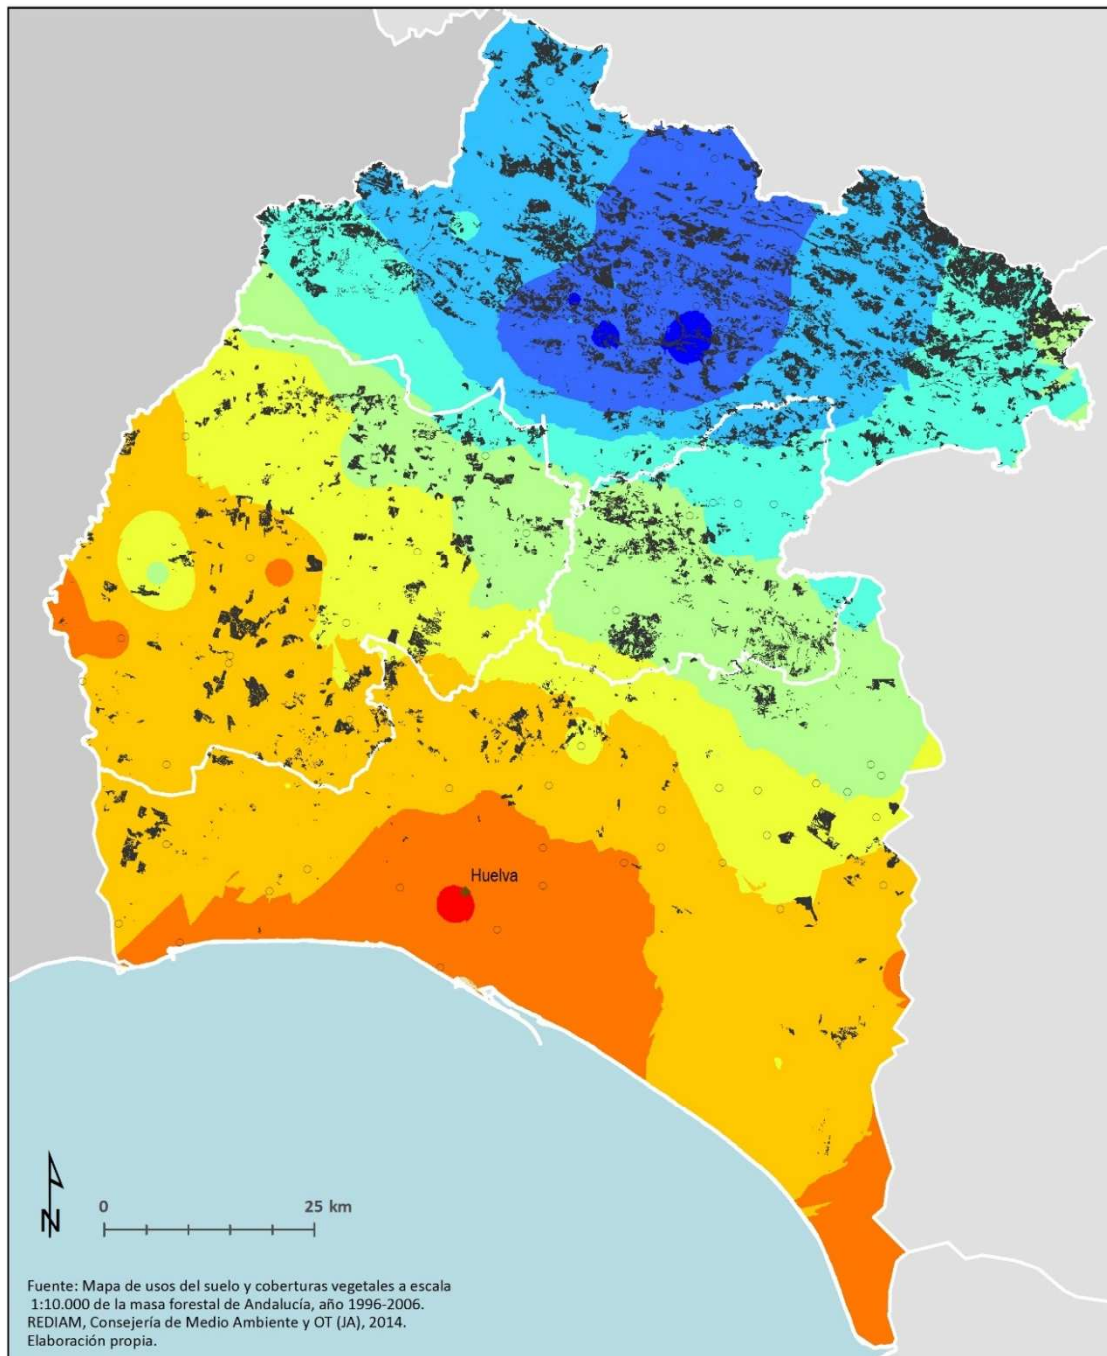 Huelva
N
0 25 km
Fuente: Mapa de usos del suelo y coberturas vegetales a escala
1:10.000 de la masa forestal de Andalucía, año 1996-2006.
REDIAM, Consejería de Medio Ambiente y OT (JA), 2014.
Elaboración propia.